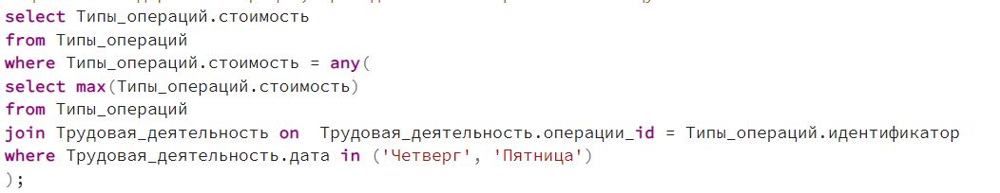 select Типы_операций.стоимость
from Типы_операций
where Типы_операций.стоимость = any(
select max(Типы_операций.стоимость)
from Типы_операций
join Трудовая_деятельность on  Трудовая_деятельность.операции_id = Типы_операций.идентификатор
where Трудовая_деятельность.дата in ('Четверг', 'Пятница')
);